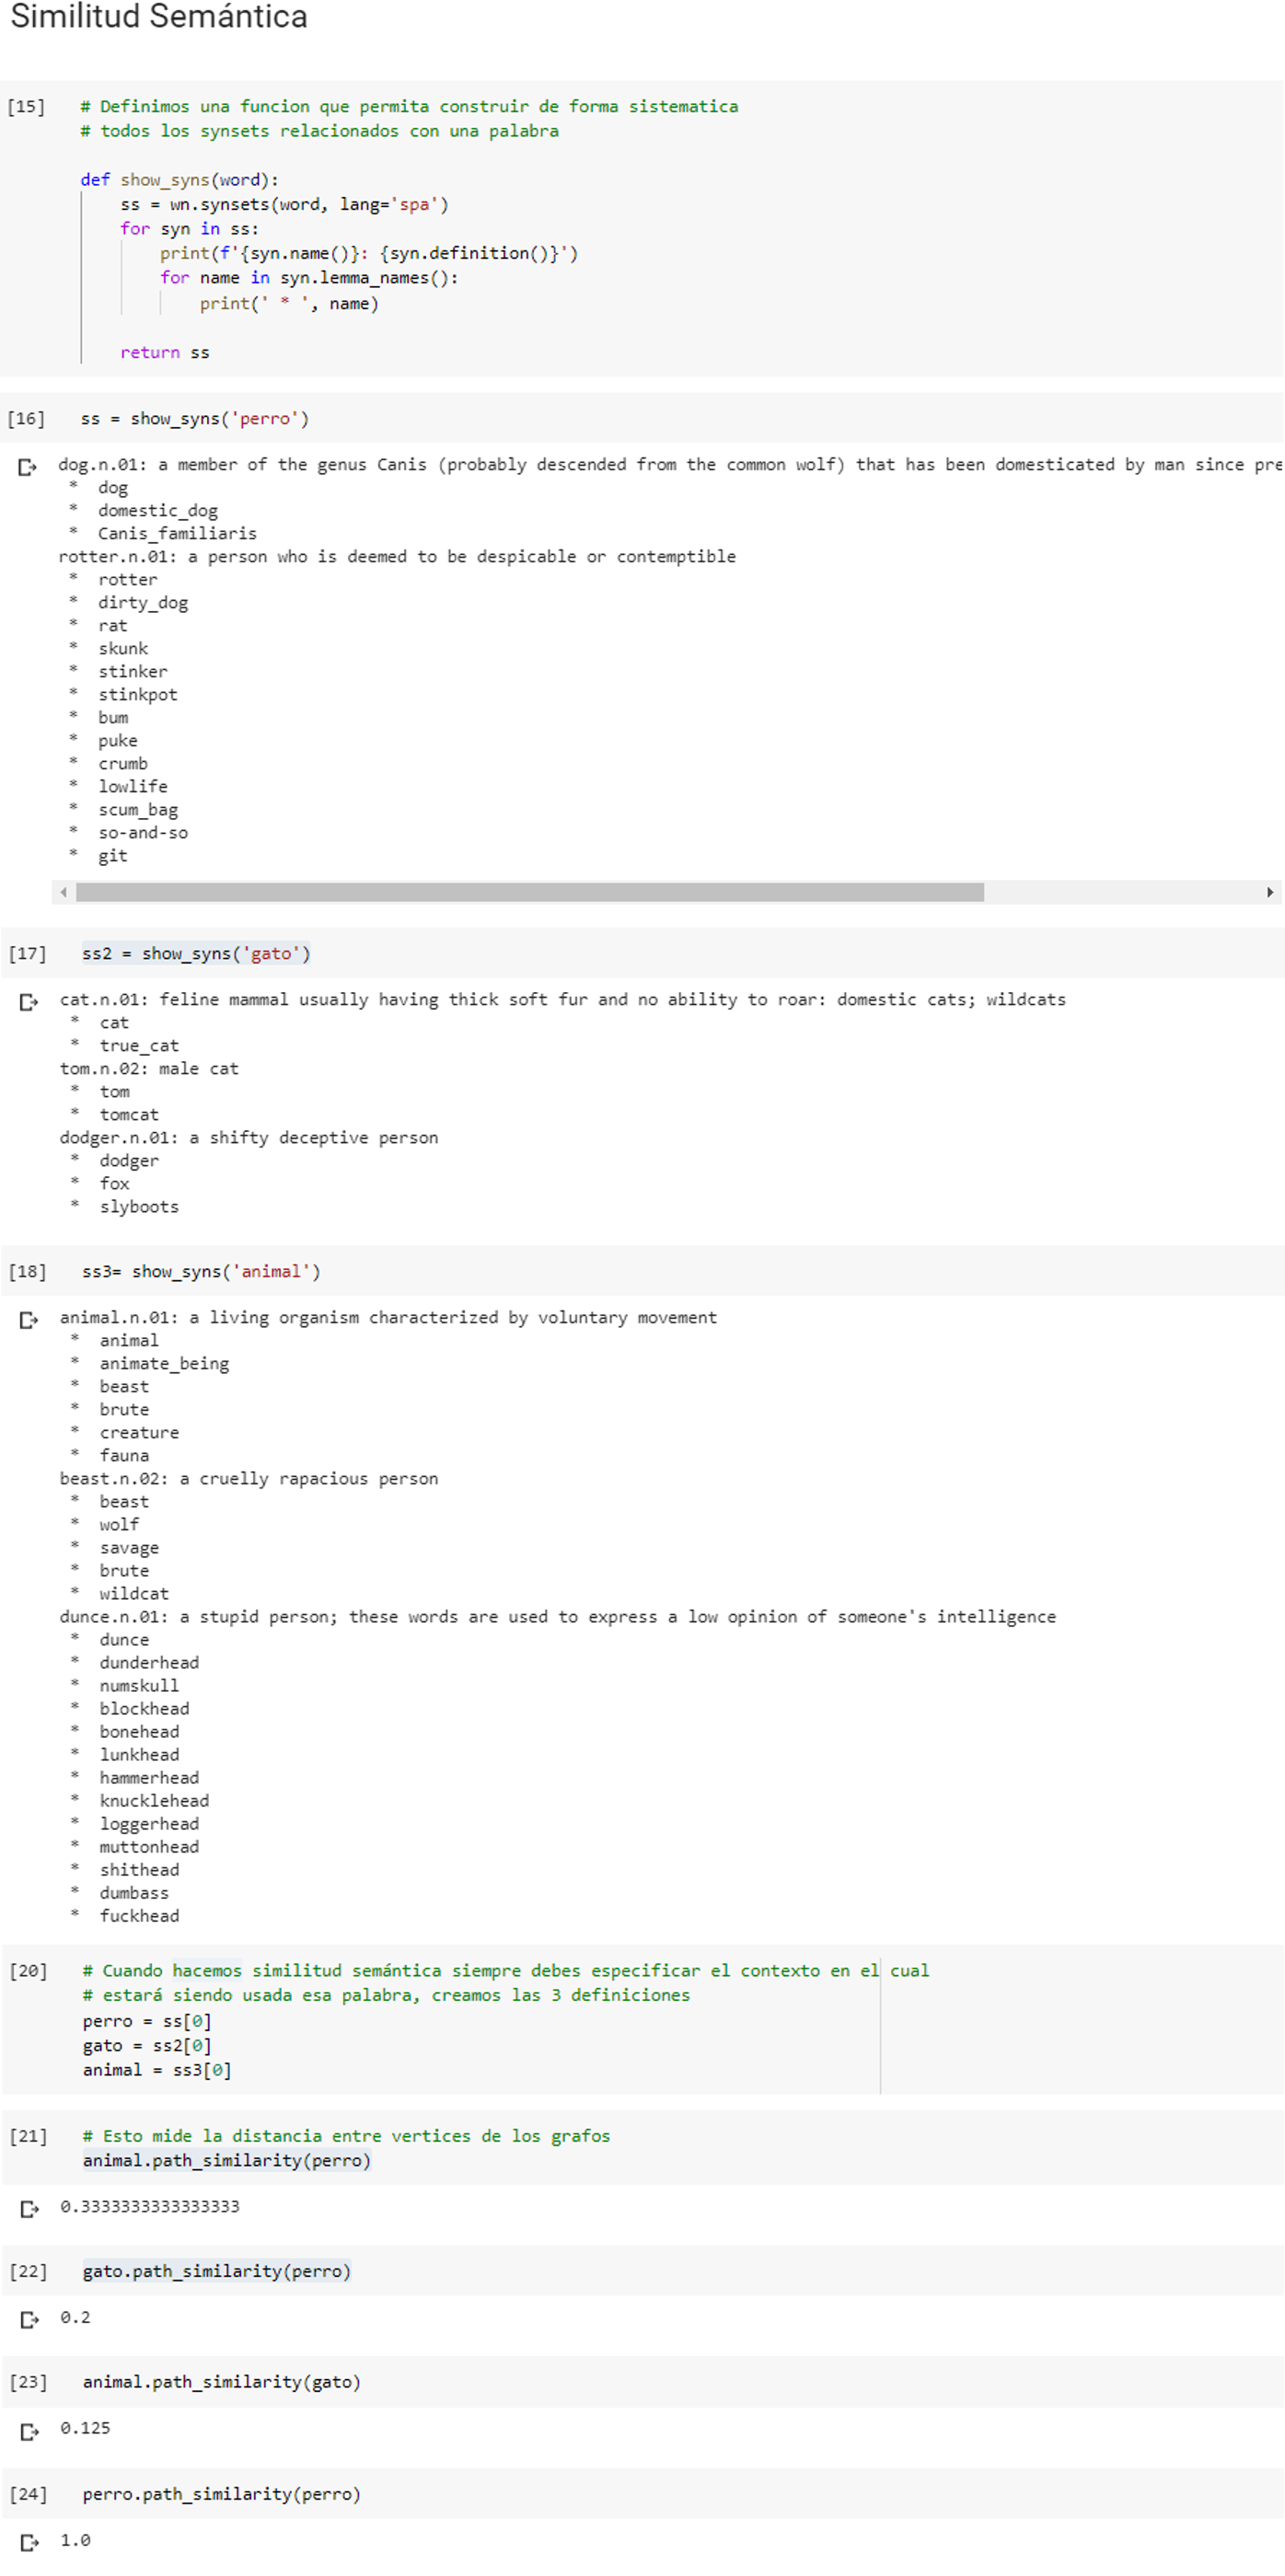 Similitud Semántica
[15] # Definimos una funcion que permita construir de forma sistematica
# todos los synsets relacionados con una palabra
def show_syns(word):
ss = wn.synsets(word, lang='spa')
for syn in ss:
print(f'{syn.name()}: {syn.definition()}')
for name in syn.lemma_names():
print(' * ', name)
return ss
[16] ss = show_syns('perro')
dog.n.01: a member of the genus Canis (probably descended from the common wolf) that has been domesticated by man since pre
* dog
* domestic_dog
* Canis_familiaris
rotter.n.01: a person who is deemed to be despicable or contemptible
* rotter
* dirty_dog
* rat
* skunk
* stinker
* stinkpot
* bum
* puke
* crumb
* lowlife
* scum_bag
* so-and-so
* git
[17] ss2 = show_syns('gato')
cat.n.01: feline mammal usually having thick soft fur and no ability to roar: domestic cats; wildcats
* cat
* true_cat
tom.n.02: male cat
* tom
* tomcat
dodger.n.01: a shifty deceptive person
* dodger
* fox
* slyboots
[18] ss3= show_syns('animal')
animal.n.01: a living organism characterized by voluntary movement
* animal
* animate_being
* beast
* brute
* creature
* fauna
beast.n.02: a cruelly rapacious person
* beast
* wolf
* savage
* brute
* wildcat
dunce.n.01: a stupid person; these words are used to express a low opinion of someone's intelligence
* dunce
* dunderhead
* numskull
* blockhead
* bonehead
* lunkhead
* hammerhead
* knucklehead
* loggerhead
* muttonhead
* shithead
* dumbass
* fuckhead
[20] # Cuando hacemos similitud semántica siempre debes especificar el contexto en el cual
# estará siendo usada esa palabra, creamos las 3 definiciones
perro = ss[0]
gato = ss2[0]
animal = ss3[0]
[21] # Esto mide la distancia entre vertices de los grafos
animal.path_similarity(perro)
0.3333333333333333
[22] gato.path_similarity(perro)
0.2
[23] animal.path_similarity(gato)
0.125
[24] perro.path_similarity(perro)
1.0